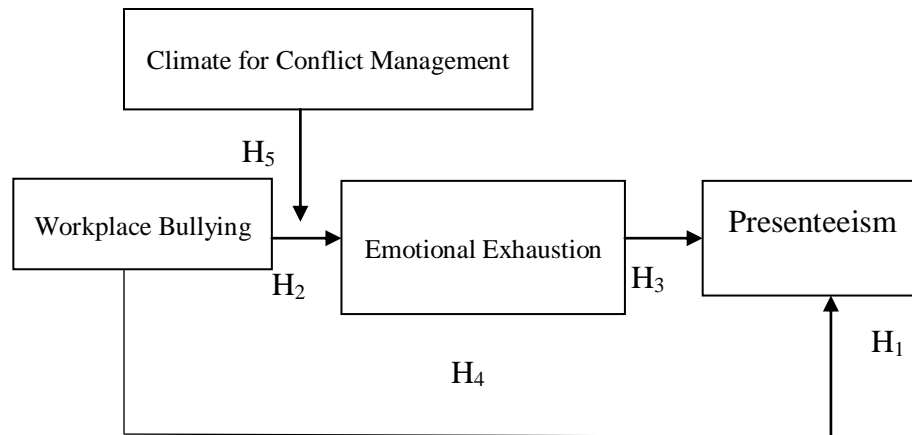 Climate for Conflict Management
H₅
Workplace Bullying
Emotional Exhaustion
Presenteeism
H₂
H₃
H₁
H₄